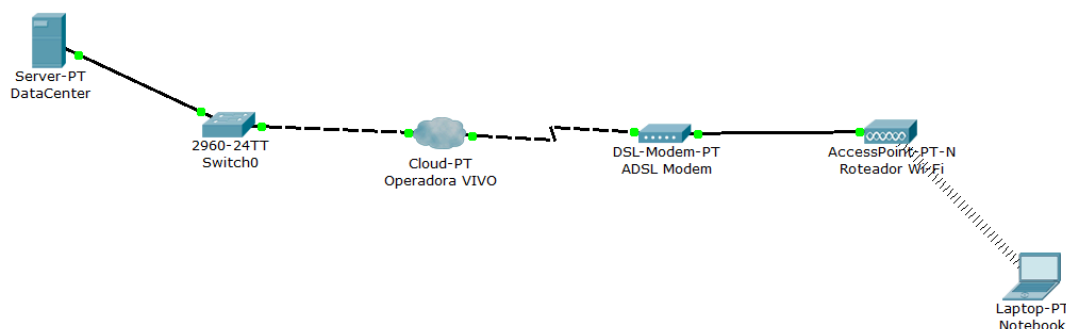 Server-PT
DataCenter
2960-24TT
Switch0
Cloud-PT
Operadora VIVO
DSL-Modem-PT
ADSL Modem
AccessPoint-PT-N
Roteador Wi-Fi
Laptop-PT
Notebook